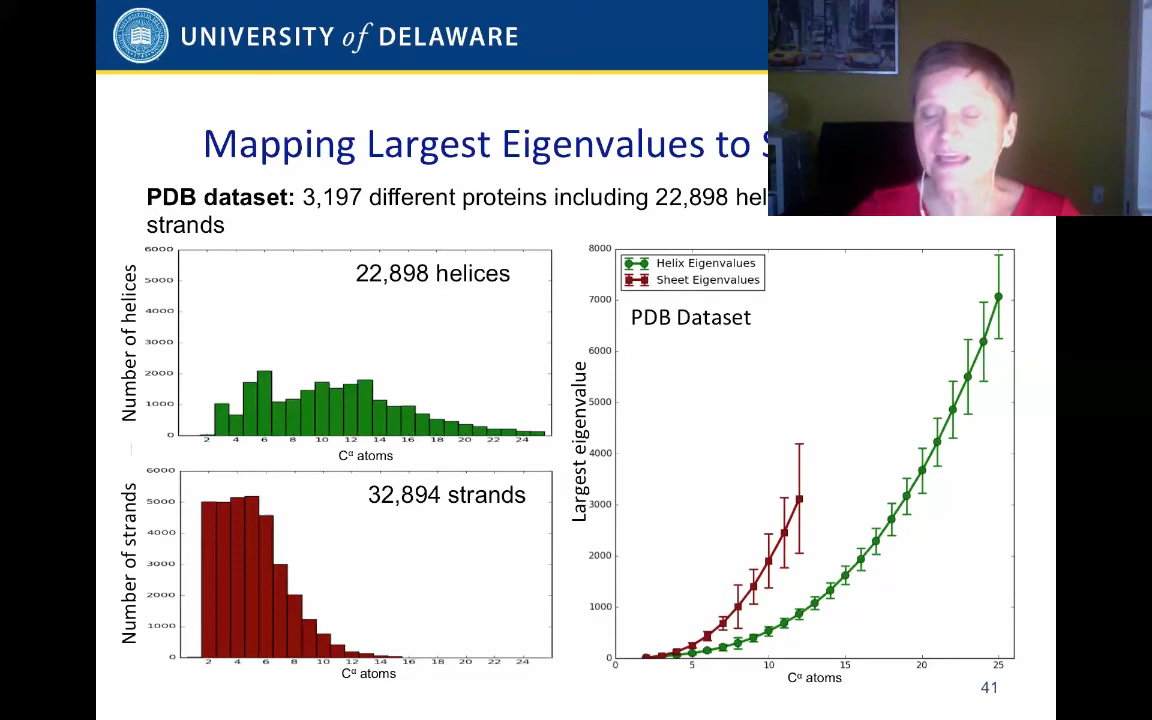 UNIVERSITY of DELAWARE
Mapping Largest Eigenvalues to
PDB dataset: 3,197 different proteins including 22,898 hel
strands
6000
5000
4000
3000
2000
1000
0
2 4 6 8 10 12 14 16 18 20 22 24
Number of helices
22,898 helices
Cα atoms
6000
5000
4000
3000
2000
1000
0
2 4 6 8 10 12 14 16 18 20 22 24
Number of strands
32,894 strands
Cα atoms
8000
7000
6000
5000
4000
3000
2000
1000
0
0 5 10 15 20 25
Largest eigenvalue
Helix Eigenvalues
Sheet Eigenvalues
PDB Dataset
Cα atoms
41